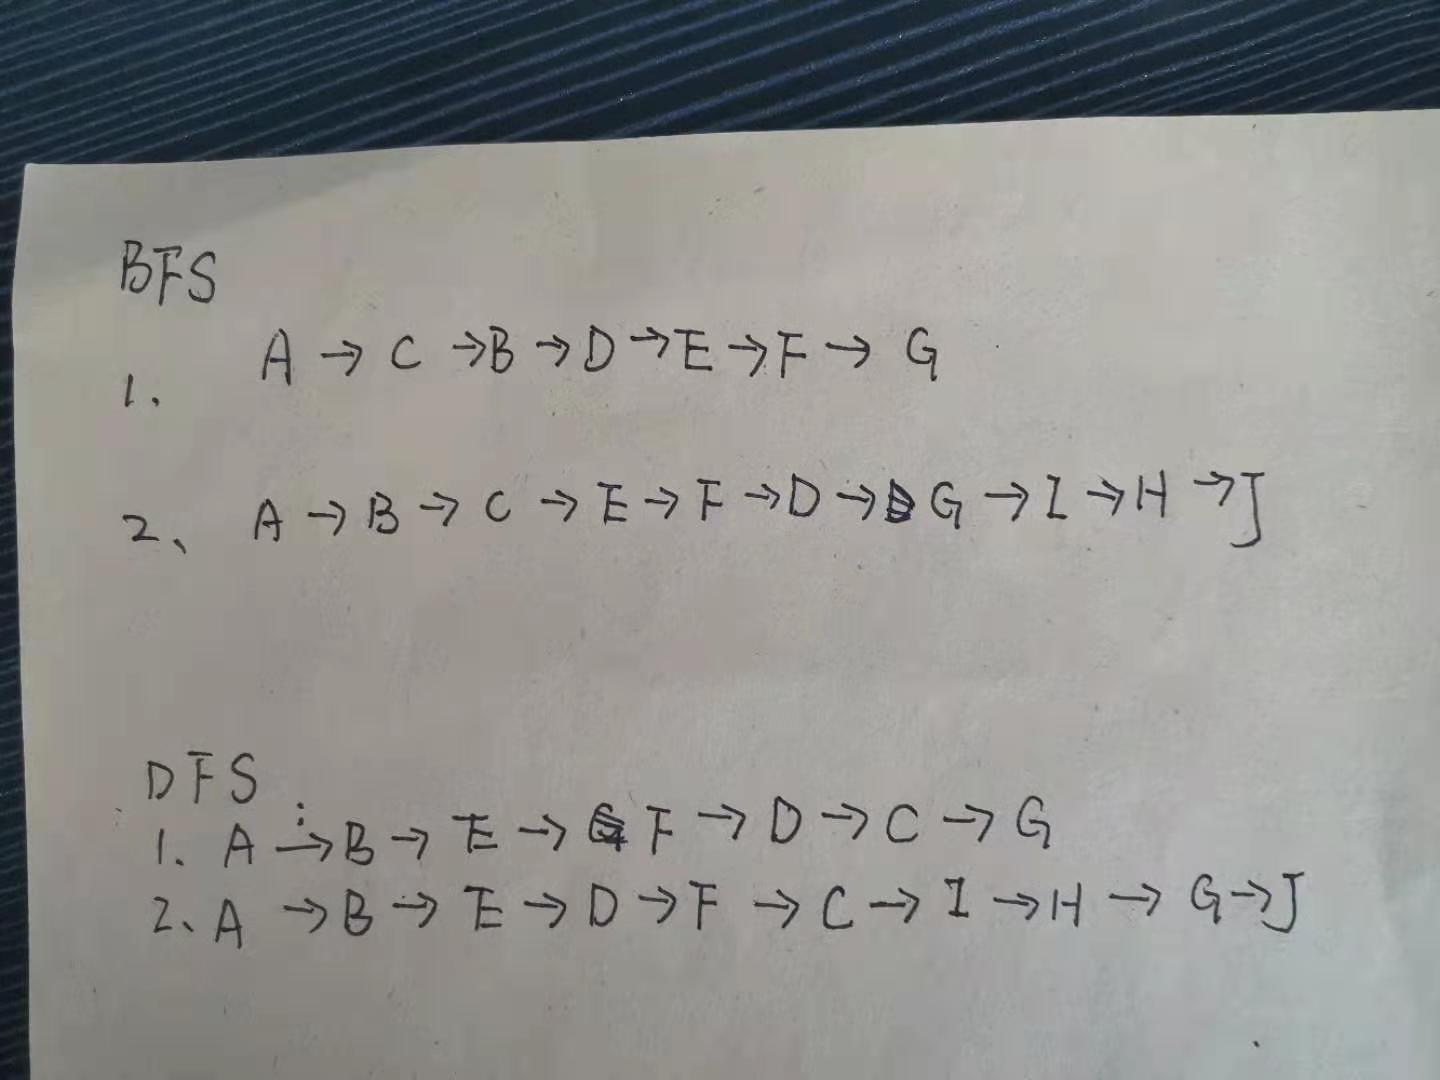 BFS
1. A → C → B → D → E → F → G
2、 A → B → C → E → F → D → G → I → H → J
DFS
1. A → B → E → F → D → C → G
2、A → B → E → D → F → C → I → H → G → J